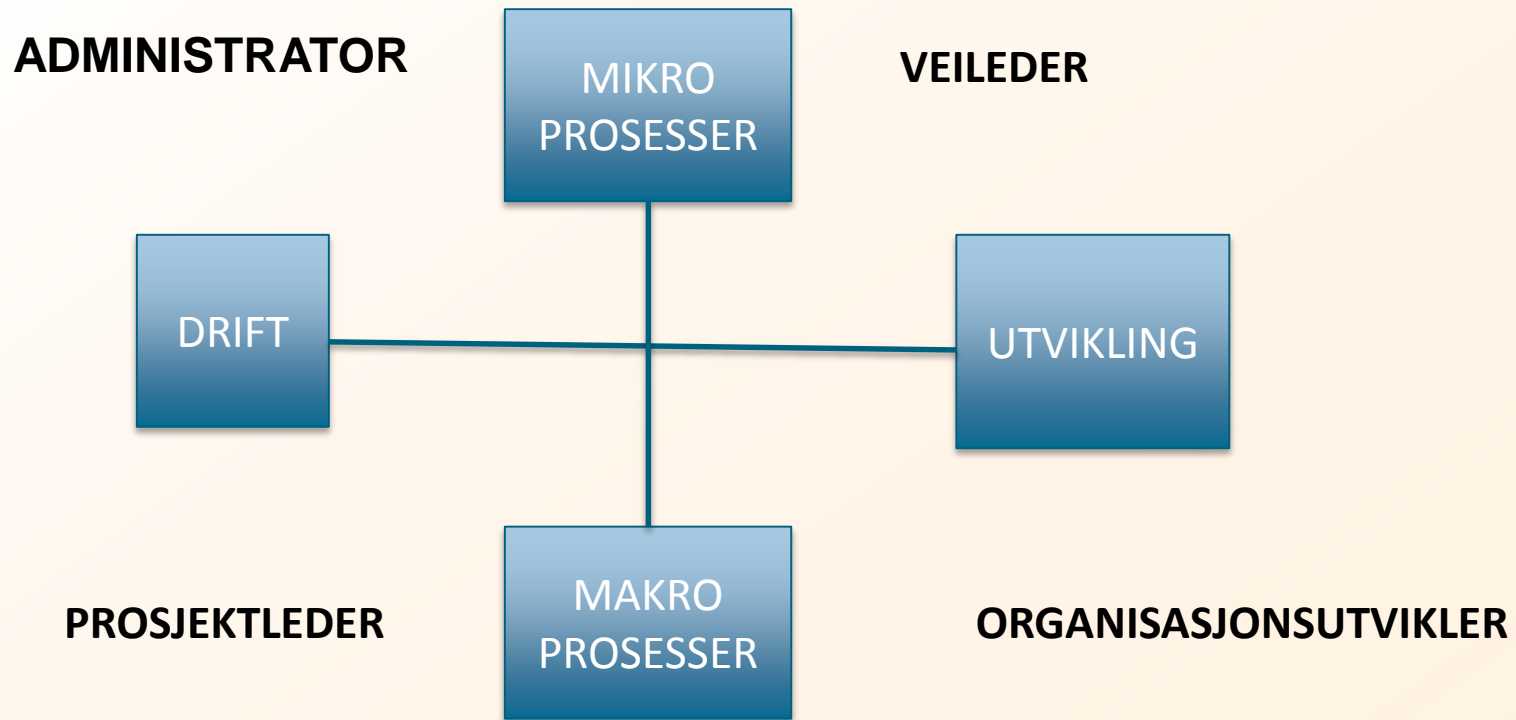 ADMINISTRATOR
MIKRO
PROSESSER
VEILEDER
DRIFT
UTVIKLING
PROSJEKTLEDER
MAKRO
PROSESSER
ORGANISASJONSUTVIKLER